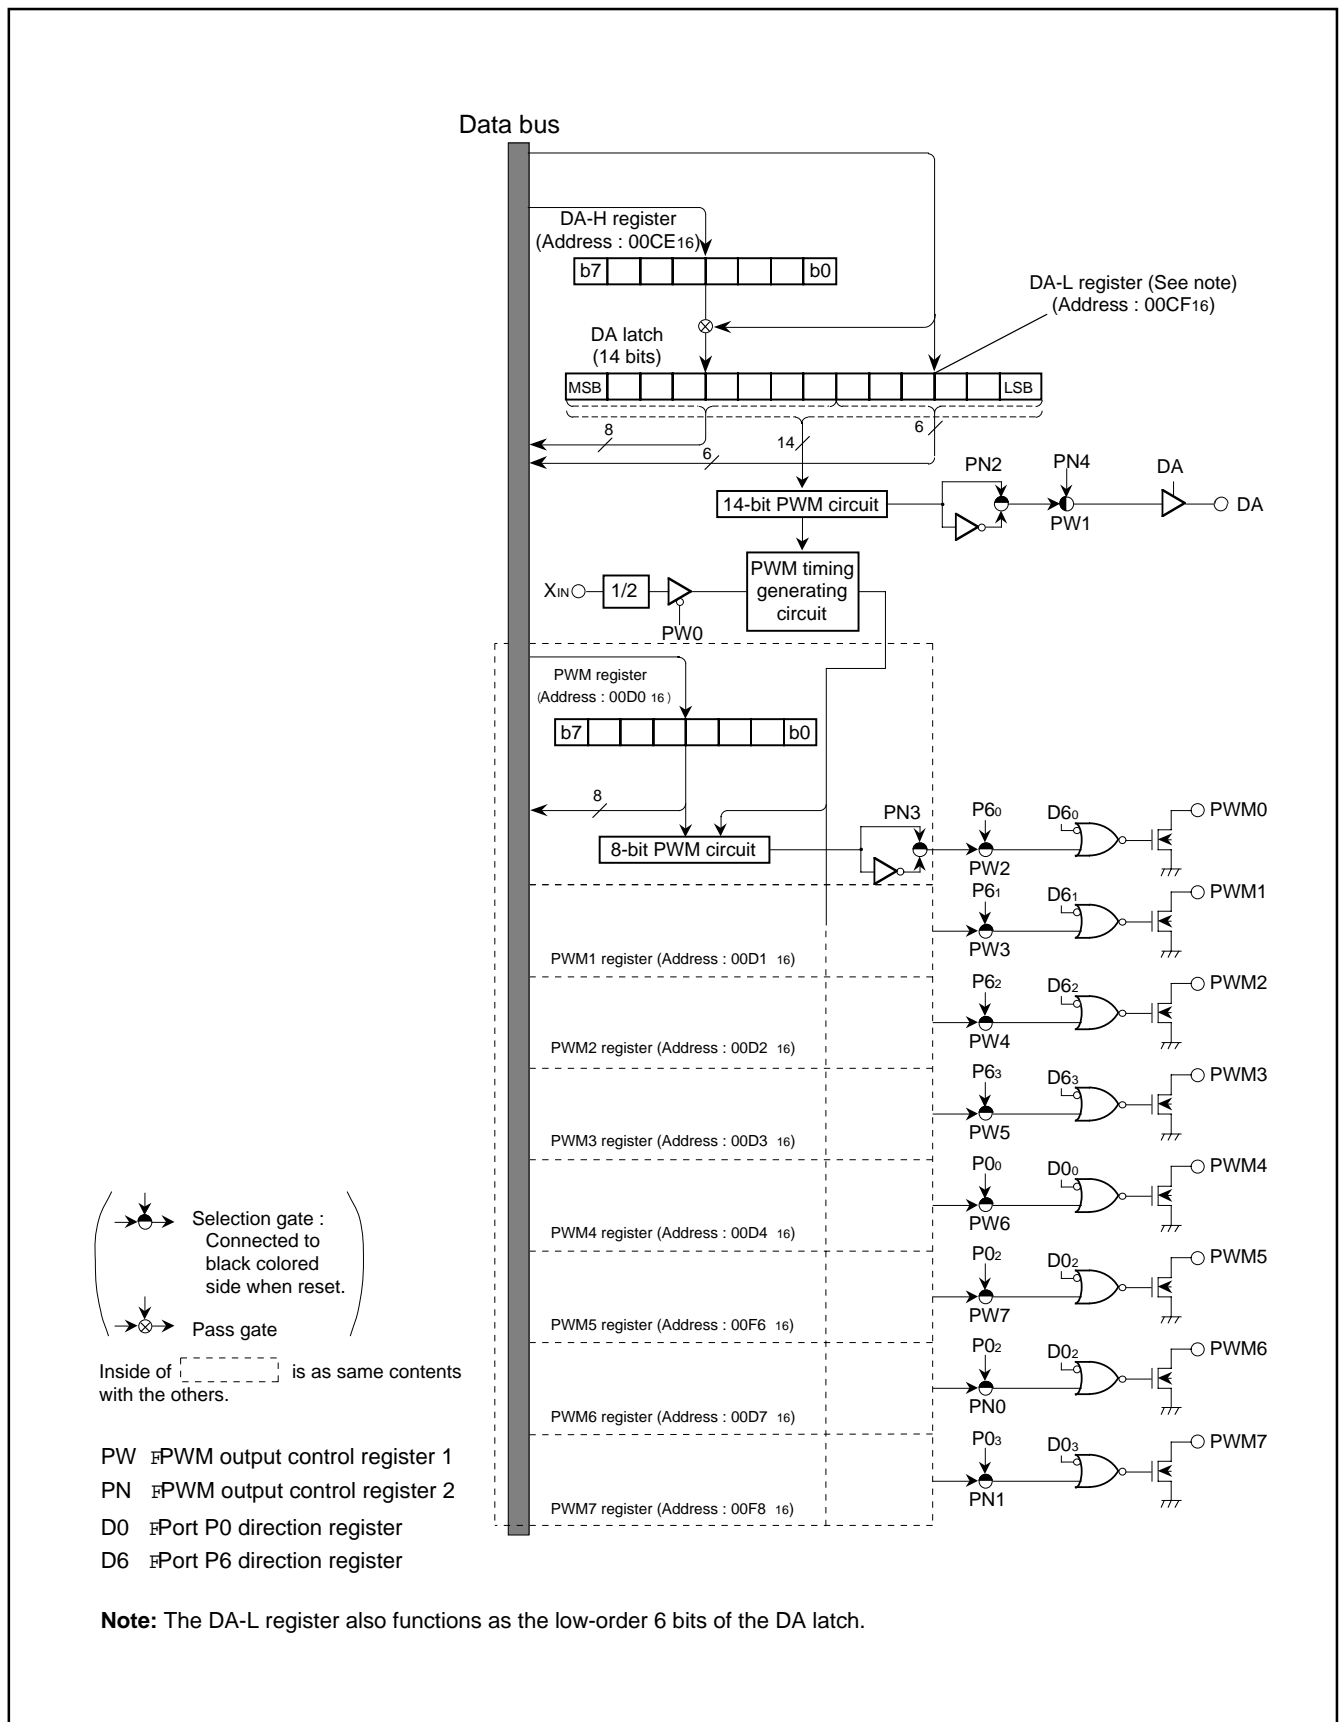 Data bus
DA-H register
(Address : 00CE16)
b7 b0
DA-L register (See note)
(Address : 00CF16)
DA latch
(14 bits)
MSB LSB
8
14
6
6
PN2
PN4
DA
14-bit PWM circuit
PW1
DA
XIN
1/2
PW0
PWM timing
generating
circuit
PWM register
(Address : 00D0 16)
b7 b0
8
8-bit PWM circuit
PN3
P60
PW2
D60
PWM0
P61
PW3
D61
PWM1
PWM1 register (Address : 00D1 16)
P62
PW4
D62
PWM2
PWM2 register (Address : 00D2 16)
P63
PW5
D63
PWM3
PWM3 register (Address : 00D3 16)
P00
PW6
D00
PWM4
PWM4 register (Address : 00D4 16)
P02
PW7
D02
PWM5
PWM5 register (Address : 00F6 16)
P02
PN0
D02
PWM6
PWM6 register (Address : 00D7 16)
P03
PN1
D03
PWM7
PWM7 register (Address : 00F8 16)
Selection gate :
Connected to
black colored
side when reset.
Pass gate
Inside of is as same contents
with the others.
PW FPWM output control register 1
PN FPWM output control register 2
D0 FPort P0 direction register
D6 FPort P6 direction register
Note: The DA-L register also functions as the low-order 6 bits of the DA latch.